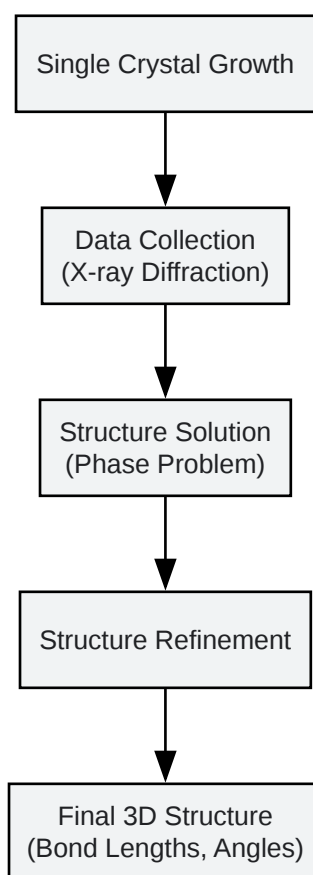 Single Crystal Growth
Data Collection
(X-ray Diffraction)
Structure Solution
(Phase Problem)
Structure Refinement
Final 3D Structure
(Bond Lengths, Angles)